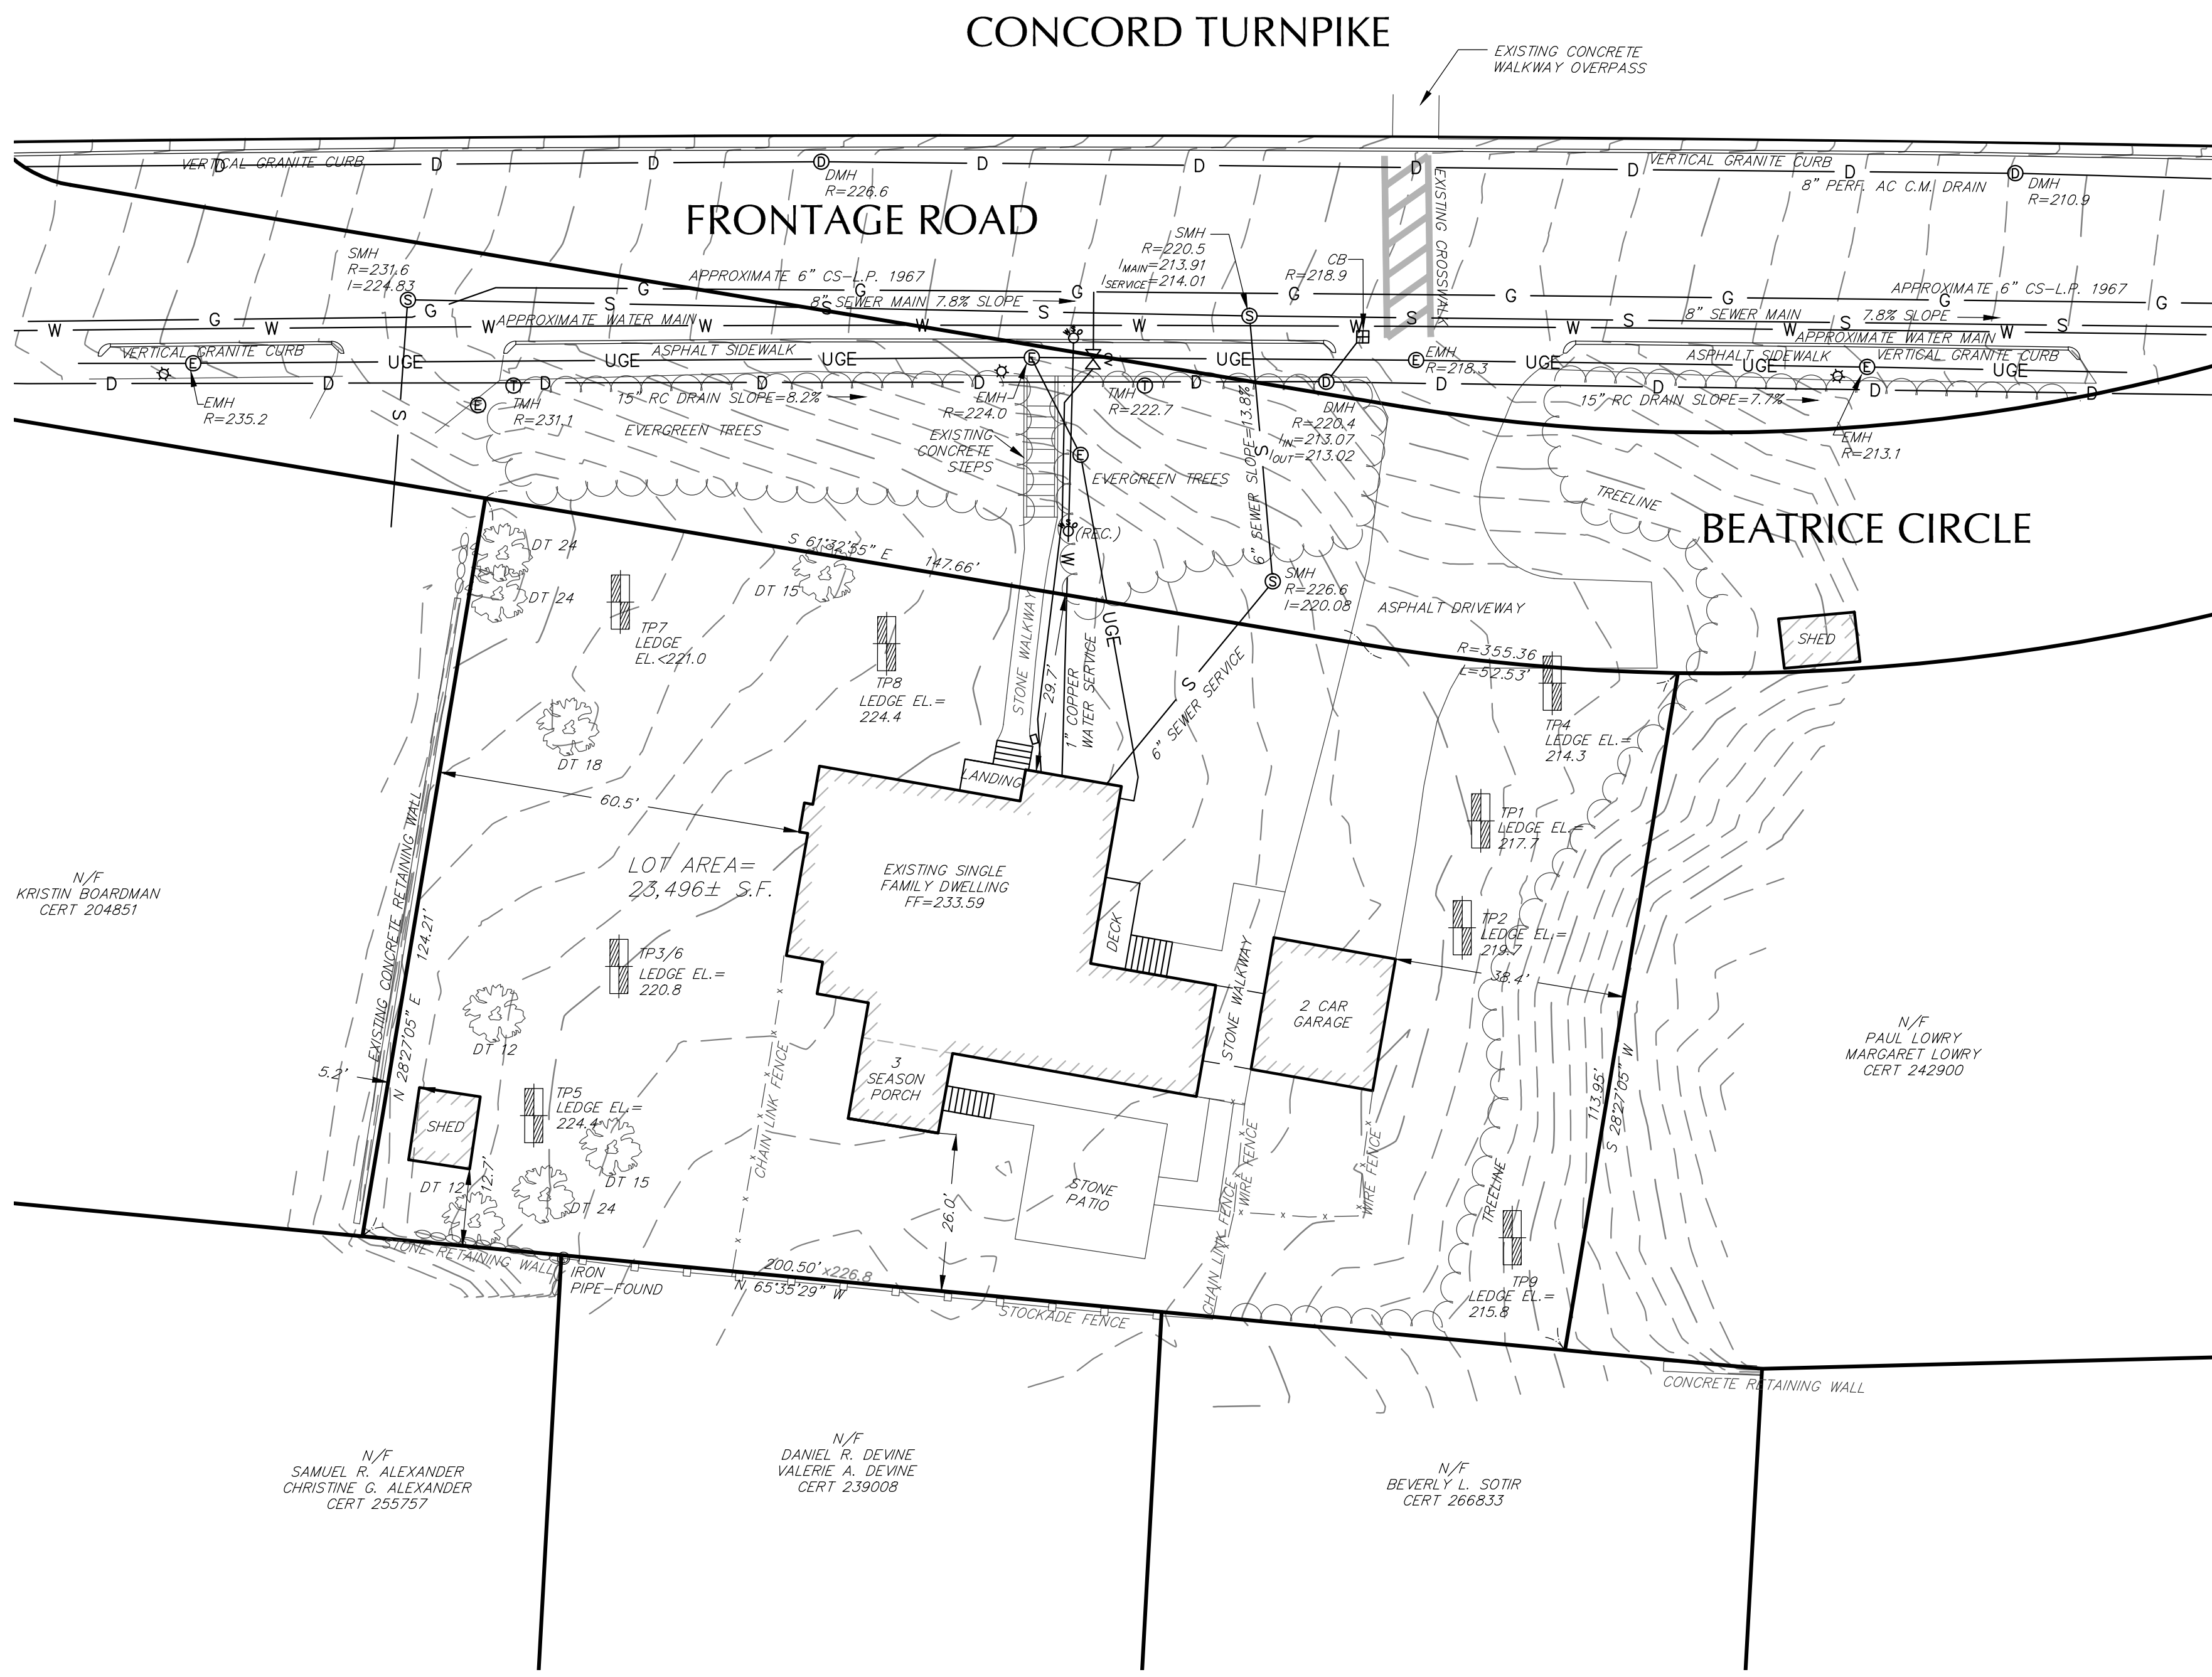 CONCORD TURNPIKE
EXISTING CONCRETE
WALKWAY OVERPASS
VERTICAL GRANITE CURB
D
D
D
D
D
D
D
D
D
D
DMH
R=226.6
VERTICAL GRANITE CURB
8" PERF. AC C.M. DRAIN
DMH
R=210.9
EXISTING CROSSWALK
FRONTAGE ROAD
SMH
R=231.6
I=224.83
SMH
R=220.5
IMAIN=213.91
ISERVICE=214.01
CB
R=218.9
APPROXIMATE 6" CS-L.P. 1967
8" SEWER MAIN 7.8% SLOPE
APPROXIMATE 6" CS-L.P. 1967
8" SEWER MAIN
7.8% SLOPE
G
G
G
G
G
G
G
G
G
G
S
S
S
S
S
S
S
S
S
APPROXIMATE WATER MAIN
APPROXIMATE WATER MAIN
W
W
W
W
W
W
W
W
W
W
VERTICAL GRANITE CURB
ASPHALT SIDEWALK
ASPHALT SIDEWALK
VERTICAL GRANITE CURB
UGE
UGE
UGE
UGE
UGE
UGE
UGE
E
E
E
E
EMH
R=235.2
E
T
TMH
R=231.1
15" RC DRAIN SLOPE=8.2%
EMH
R=224.0
T
TMH
R=222.7
D
D
D
D
D
D
D
D
D
D
D
DMH
R=220.4
IIN=213.07
IOUT=213.02
EMH
R=218.3
15" RC DRAIN SLOPE=7.7%
EMH
R=213.1
S
EVERGREEN TREES
EXISTING
CONCRETE
STEPS
E
EVERGREEN TREES
6" SEWER SLOPE=13.8%
S
TREELINE
BEATRICE CIRCLE
(REC.)
W
S 61°32'55" E
147.66'
DT 24
DT 24
DT 15
S
SMH
R=226.6
I=220.08
ASPHALT DRIVEWAY
SHED
TP7
LEDGE
EL.<221.0
TP8
LEDGE EL.=
224.4
STONE WALKWAY
29.7'
1" COPPER
WATER SERVICE
UGE
S
6" SEWER SERVICE
R=355.36
L=52.53'
TP4
LEDGE EL.=
214.3
DT 18
LANDING
60.5'
TP1
LEDGE EL.=
217.7
LOT AREA=
23,496± S.F.
EXISTING SINGLE
FAMILY DWELLING
FF=233.59
N/F
KRISTIN BOARDMAN
CERT 204851
EXISTING CONCRETE RETAINING WALL
124.21'
N 28°27'05" E
DECK
TP2
LEDGE EL.=
219.7
38.4'
TP3/6
LEDGE EL.=
220.8
STONE WALKWAY
2 CAR
GARAGE
N/F
PAUL LOWRY
MARGARET LOWRY
CERT 242900
DT 12
3
SEASON
PORCH
5.2'
CHAIN LINK FENCE
113.95'
S 28°27'05" W
TP5
LEDGE EL.=
224.4
SHED
DT 12
12.7'
DT 15
DT 24
STONE
PATIO
26.0'
WIRE FENCE
WIRE FENCE
CHAIN LINK FENCE
TREELINE
STONE RETAINING WALL
IRON
PIPE-FOUND
200.50'
x226.8
N 65°35'29" W
STOCKADE FENCE
TP9
LEDGE EL.=
215.8
CONCRETE RETAINING WALL
N/F
SAMUEL R. ALEXANDER
CHRISTINE G. ALEXANDER
CERT 255757
N/F
DANIEL R. DEVINE
VALERIE A. DEVINE
CERT 239008
N/F
BEVERLY L. SOTIR
CERT 266833